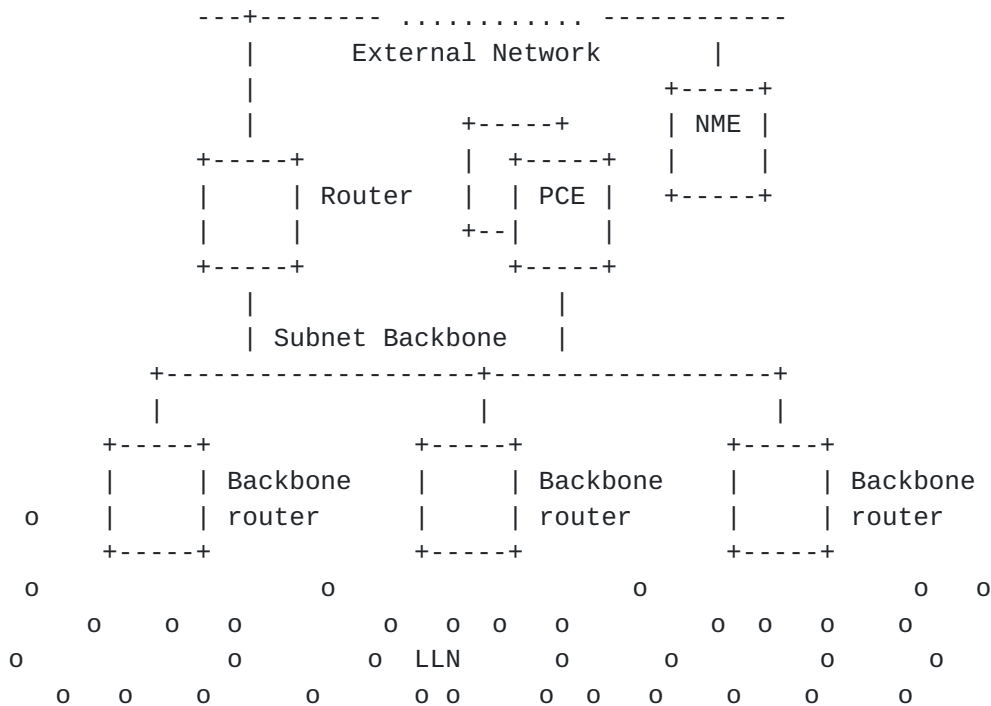 ---+-------- ............ ------------
      |      External Network       |
      |                          +-----+
      |             +-----+      | NME |
   +-----+          |  +-----+   |     |
   |     | Router   |  | PCE |   +-----+
   |     |          +--|     |
   +-----+             +-----+
      |                   |
      | Subnet Backbone   |
+--------------------+------------------+
|                    |                  |
+-----+             +-----+             +-----+
|     | Backbone    |     | Backbone    |     | Backbone
o    |     | router      |     | router      |     | router
+-----+             +-----+             +-----+
o                  o                   o                 o   o
o    o   o         o   o  o   o         o  o   o    o
o             o        o  LLN      o      o         o      o
o   o    o      o      o o     o  o   o    o    o     o